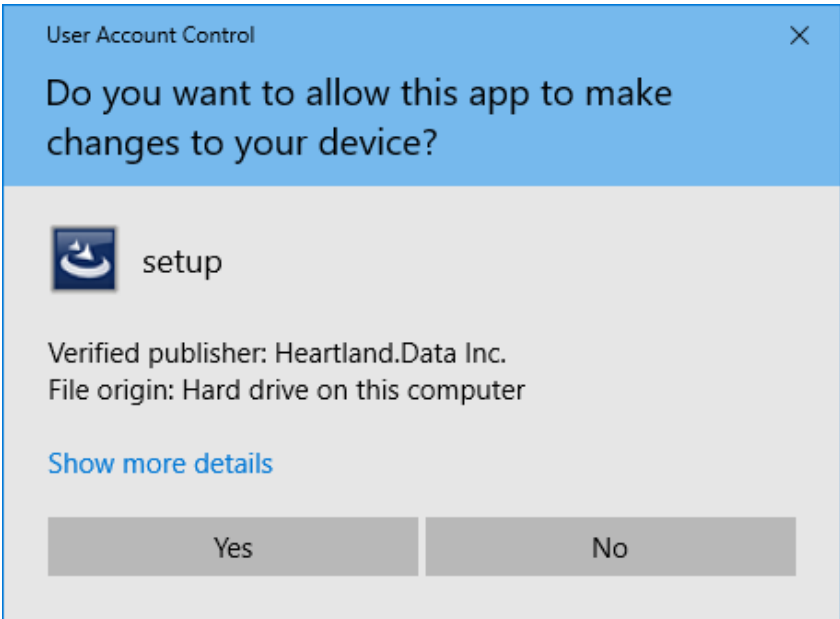 User Account Control
Do you want to allow this app to make
changes to your device?
setup
Verified publisher: Heartland.Data Inc.
File origin: Hard drive on this computer
Show more details
Yes
No